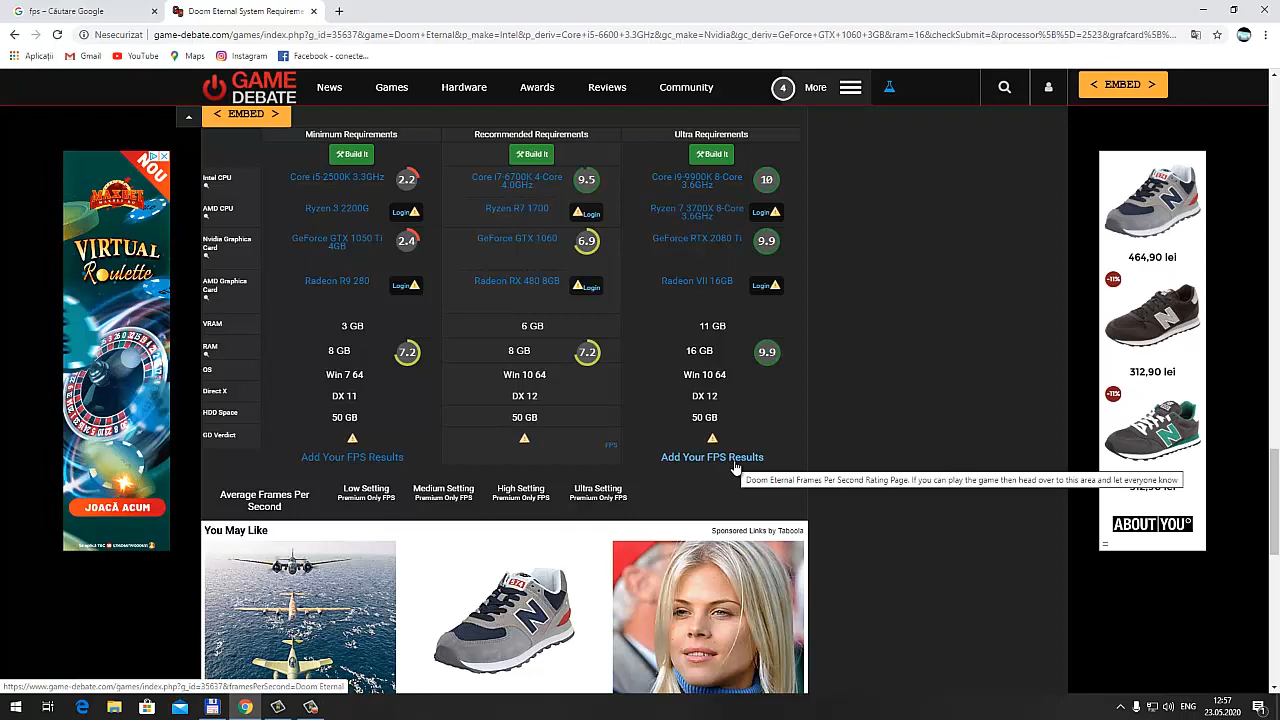 fps - Căutare Google
Doom Eternal System Requireme
Nesecurizat
game-debate.com/games/index.php?g_id=35637&game=Doom+Eternal&p_make=Intel&p_deriv=Core+i5-6600+3.3GHz&gc_make=Nvidia&gc_deriv=GeForce+GTX+1060+3GB&ram=16&checkSubmit=&processor%5B%5D=2523&grafcard%5B%...
Aplicații
Gmail
YouTube
Maps
Instagram
Facebook - conecte...
GAME DEBATE
News
Games
Hardware
Awards
Reviews
Community
4
More
< EMBED >
< EMBED >
Minimum Requirements
Recommended Requirements
Ultra Requirements
Build It
Build It
Build It
Intel CPU
Core i5-2500K 3.3GHz
2.2
Core i7-6700K 4-Core 4.0GHz
9.5
Core i9-9900K 8-Core 3.6GHz
10
AMD CPU
Ryzen 3 2200G
Login
Ryzen R7 1700
Login
Ryzen 7 3700X 8-Core 3.6GHz
Login
Nvidia Graphics Card
GeForce GTX 1050 Ti 4GB
2.4
GeForce GTX 1060
6.9
GeForce RTX 2080 Ti
9.9
AMD Graphics Card
Radeon R9 280
Login
Radeon RX 480 8GB
Login
Radeon VII 16GB
Login
VRAM
3 GB
6 GB
11 GB
RAM
8 GB
7.2
8 GB
7.2
16 GB
9.9
OS
Win 7 64
Win 10 64
Win 10 64
Direct X
DX 11
DX 12
DX 12
HDD Space
50 GB
50 GB
50 GB
GD Verdict
FPS
Add Your FPS Results
Add Your FPS Results
Doom Eternal Frames Per Second Rating Page. If you can play the game then head over to this area and let everyone know
Average Frames Per Second
Low Setting
Premium Only FPS
Medium Setting
Premium Only FPS
High Setting
Premium Only FPS
Ultra Setting
Premium Only FPS
You May Like
Sponsored Links by Taboola
NOU
MAXBET
VIRTUAL
Roulette
JOACĂ ACUM
464,90 lei
-11%
312,90 lei
-11%
ABOUT YOU°
574
https://www.game-debate.com/games/index.php?g_id=35637&framesPerSecond=Doom Eternal
ENG
12:57
23.05.2020